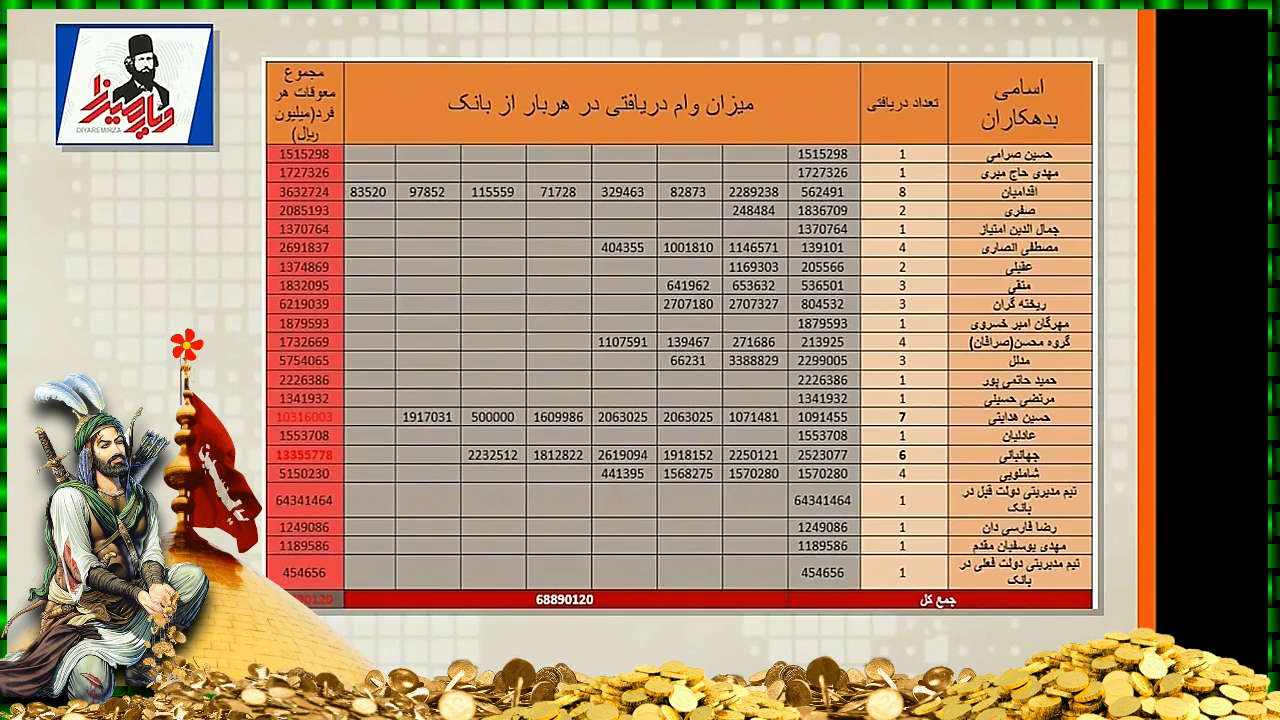 دیارمیرزا
DIYAREMIRZA
اسامی بدهکاران | تعداد دریافتی | میزان وام دریافتی در هربار از بانک | مجموع معوقات هر فرد(میلیون ریال)
حسین صرامی | 1 | 1515298 | 1515298
مهدی حاج میری | 1 | 1727326 | 1727326
اقدامیان | 8 | 562491 | 2289238 | 82873 | 329463 | 71728 | 115559 | 97852 | 83520 | 3632724
صفری | 2 | 1836709 | 248484 | 2085193
جمال الدین امتیاز | 1 | 1370764 | 1370764
مصطفی انصاری | 4 | 139101 | 1146571 | 1001810 | 404355 | 2691837
عقیلی | 2 | 205566 | 1169303 | 1374869
متقی | 3 | 536501 | 653632 | 641962 | 1832095
ریخته گران | 3 | 804532 | 2707327 | 2707180 | 6219039
مهرگان امیر خسروی | 1 | 1879593 | 1879593
گروه محسن(صرافان) | 4 | 213925 | 271686 | 139467 | 1107591 | 1732669
مدلل | 3 | 2299005 | 3388829 | 66231 | 5754065
حمید حاتمی پور | 1 | 2226386 | 2226386
مرتضی حسیلی | 1 | 1341932 | 1341932
حسین هدایتی | 7 | 1091455 | 1071481 | 2063025 | 2063025 | 1609986 | 500000 | 1917031 | 10316003
عادلیان | 1 | 1553708 | 1553708
جهانبانی | 6 | 2523077 | 2250121 | 1918152 | 2619094 | 1812822 | 2232512 | 13355778
شاملویی | 4 | 1570280 | 1570280 | 1568275 | 441395 | 5150230
تیم مدیریتی دولت قبل در بانک | 1 | 64341464 | 64341464
رضا فارسی دان | 1 | 1249086 | 1249086
مهدی یوسفیان مقدم | 1 | 1189586 | 1189586
تیم مدیریتی دولت فعلی در بانک | 1 | 454656 | 454656
جمع کل | 68890120